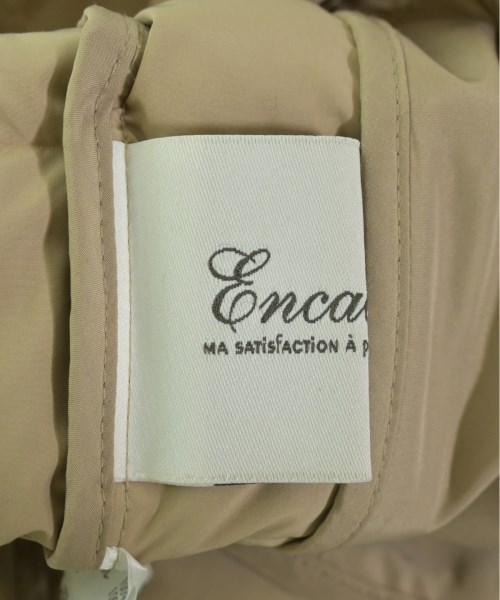 Enca
MA SATISFACTION À P